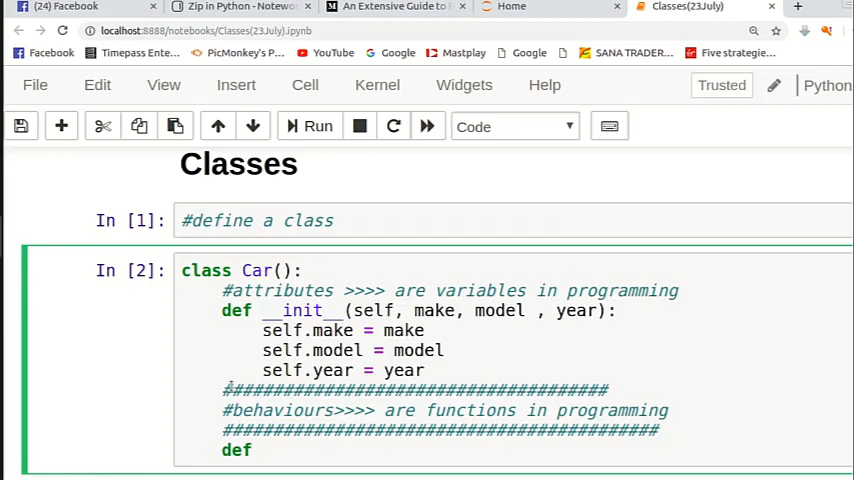 (24) Facebook
Zip in Python - Notewo
An Extensive Guide to
Home
Classes(23July)
localhost:8888/notebooks/Classes(23July).ipynb
Facebook
Timepass Ente...
PicMonkey's P...
YouTube
Google
Mastplay
Google
SANA TRADER...
Five strategie...
File Edit View Insert Cell Kernel Widgets Help Trusted Python
Run Code
Classes
In [1]: #define a class
In [2]: class Car():
#attributes >>>> are variables in programming
def __init__(self, make, model , year):
self.make = make
self.model = model
self.year = year
######################################
#behaviours>>>> are functions in programming
###########################################
def